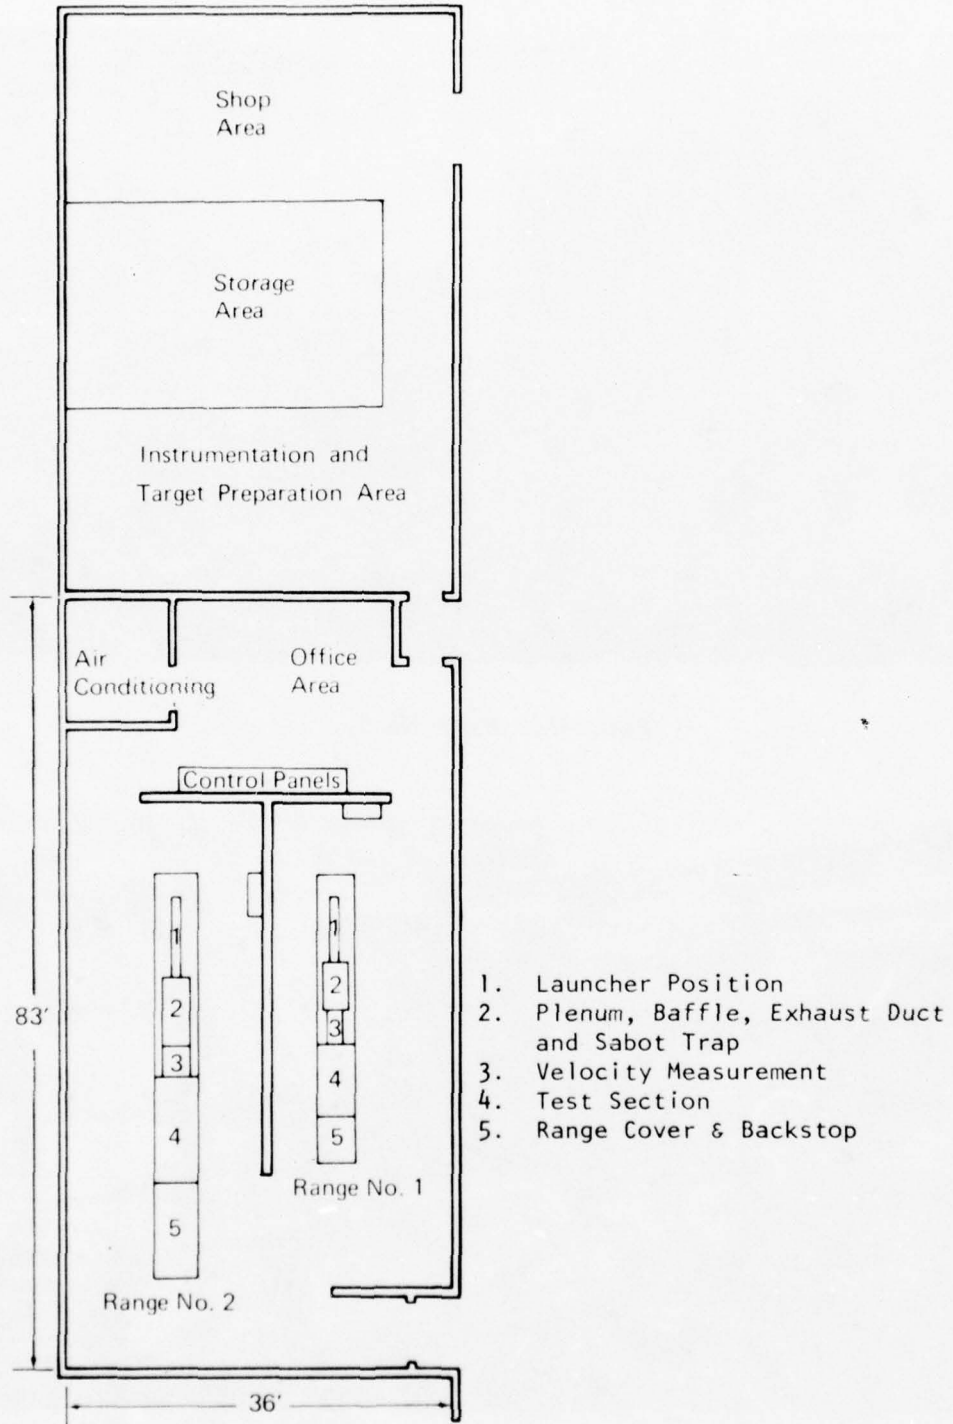 Shop
Area
Storage
Area
Instrumentation and
Target Preparation Area
Air
Conditioning
Office
Area
Control Panels
1
2
3
4
5
Range No. 2
1
2
3
4
5
Range No. 1
83'
36'
1. Launcher Position
2. Plenum, Baffle, Exhaust Duct
and Sabot Trap
3. Velocity Measurement
4. Test Section
5. Range Cover & Backstop